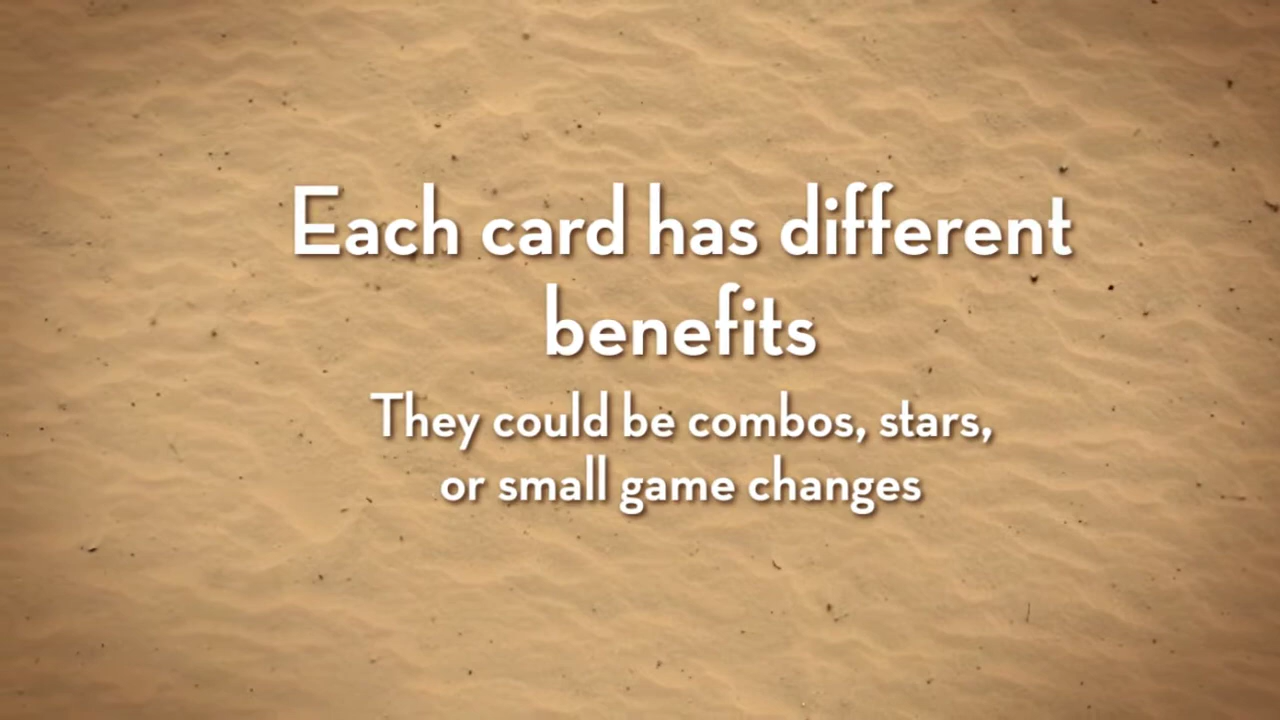 Each card has different
benefits
They could be combos, stars,
or small game changes